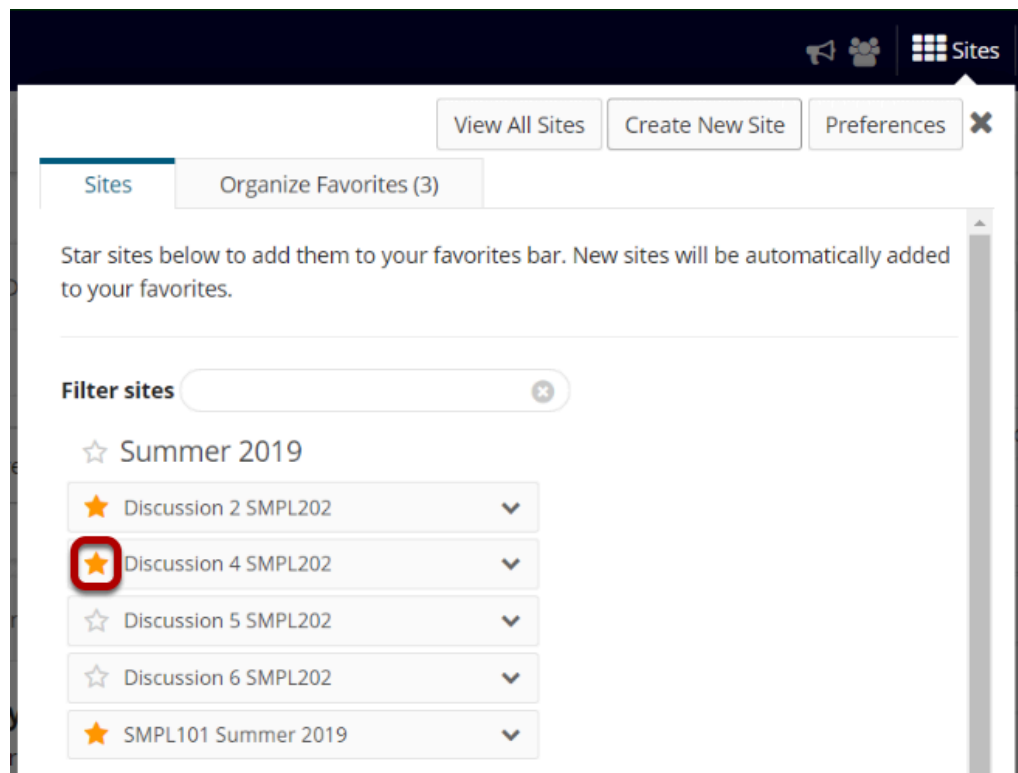 Sites
View All Sites
Create New Site
Preferences
Sites
Organize Favorites (3)
Star sites below to add them to your favorites bar. New sites will be automatically added
to your favorites.
Filter sites
Summer 2019
Discussion 2 SMPL202
Discussion 4 SMPL202
Discussion 5 SMPL202
Discussion 6 SMPL202
SMPL101 Summer 2019